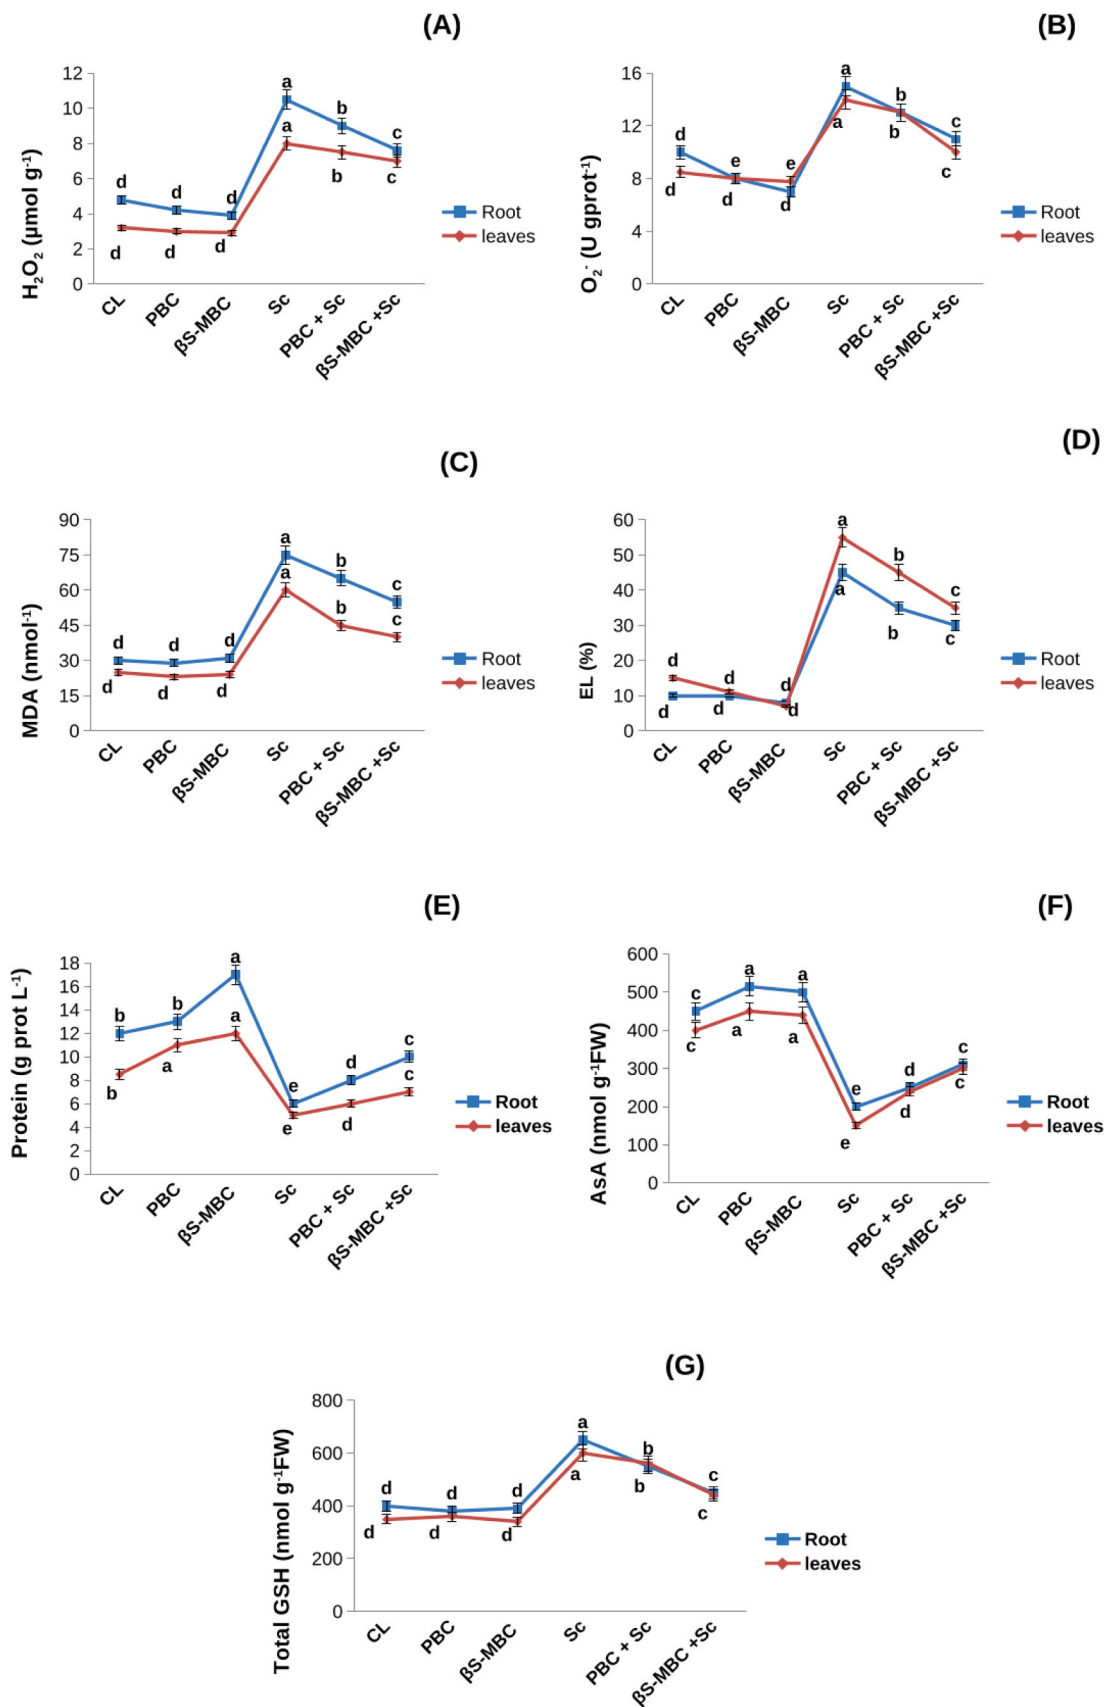 (A)
12
10
8
6
4
2
0
H₂O₂ (µmol g⁻¹)
d d d a b c
d d d a b c
Root
leaves
CL PBC βS-MBC Sc PBC + Sc βS-MBC +Sc
(B)
16
12
8
4
0
O₂⁻ (U gprot⁻¹)
d e e a b c
d d d a b c
Root
leaves
CL PBC βS-MBC Sc PBC + Sc βS-MBC +Sc
(C)
90
75
60
45
30
15
0
MDA (nmol⁻¹)
d d d a b c
d d d a b c
Root
leaves
CL PBC βS-MBC Sc PBC + Sc βS-MBC +Sc
(D)
60
50
40
30
20
10
0
EL (%)
d d d a b c
d d d a b c
Root
leaves
CL PBC βS-MBC Sc PBC + Sc βS-MBC +Sc
(E)
18
16
14
12
10
8
6
4
2
0
Protein (g prot L⁻¹)
b b a e d c
b a a e d c
Root
leaves
CL PBC βS-MBC Sc PBC + Sc βS-MBC +Sc
(F)
600
500
400
300
200
100
0
AsA (nmol g⁻¹FW)
c a a e d c
c a a e d c
Root
leaves
CL PBC βS-MBC Sc PBC + Sc βS-MBC +Sc
(G)
800
600
400
200
0
Total GSH (nmol g⁻¹FW)
d d d a b c
d d d a b c
Root
leaves
CL PBC βS-MBC Sc PBC + Sc βS-MBC +Sc